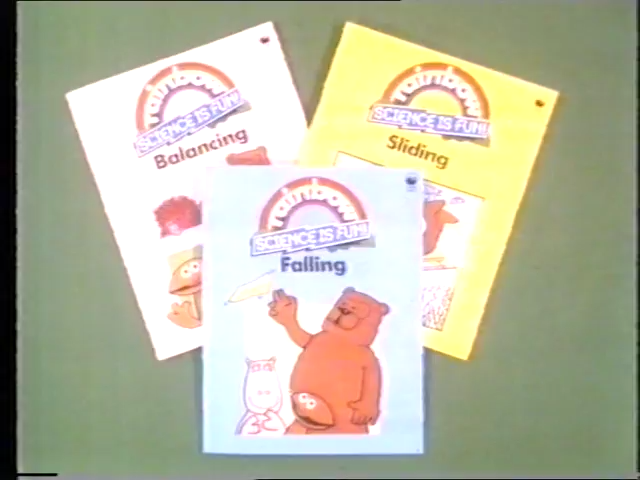 rainbow
SCIENCE IS FUN!
Balancing
rainbow
SCIENCE IS FUN!
Sliding
rainbow
SCIENCE IS FUN!
Falling